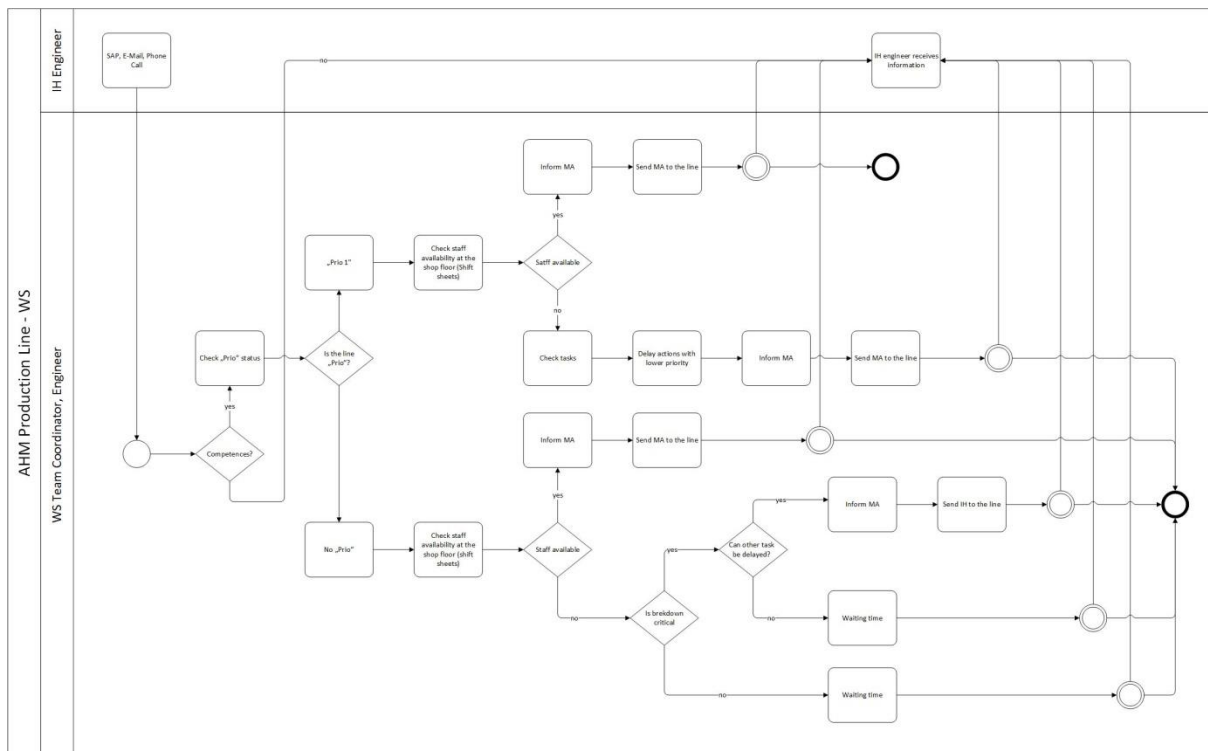 AHM Production Line - WS
IH Engineer
WS Team Coordinator, Engineer
SAP, E-Mail, Phone
Call
no
IH engineer receives
information
Inform MA
Send MA to the line
yes
„Prio 1"
Check staff
availability at the
shop floor (Shift
sheets)
Satff available
no
Check „Prio" status
Is the line
„Prio"?
Check tasks
Delay actions with
lower priority
Inform MA
Send MA to the line
yes
Competences?
Inform MA
Send MA to the line
yes
yes
Inform MA
Send IH to the line
No „Prio"
Check staff
availability at the
shop floor (shift
sheets)
Staff available
yes
Can other task
be delayed?
no
Is brekdown
critical
no
Waiting time
no
Waiting time